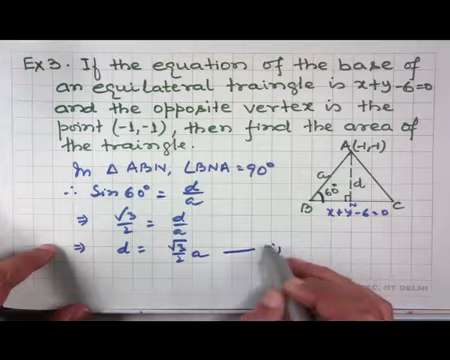 Ex 3. If the equation of the base of
an equilateral traingle is x+y-6=0
and the opposite vertex is the
point (-1,-1), then find the area of
the traingle.
A(-1,-1)
In △ ABN, ∠BNA = 90°
a
d
∴ Sin 60° = d/a
60°
B
N
C
x+y-6=0
⇒ √3/2 = d/a
⇒ d = √3/2 a —
IIT DELHI